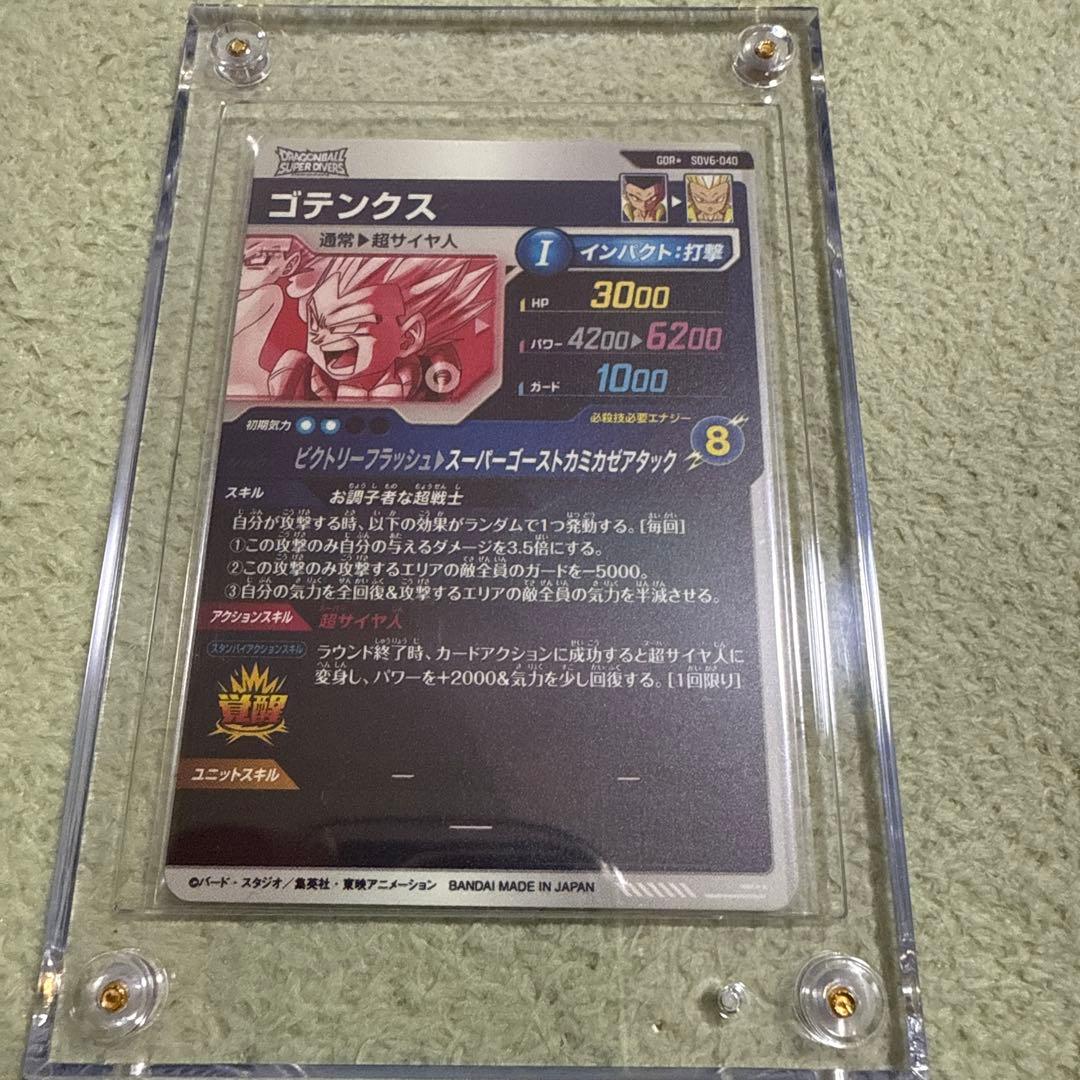 DRAGONBALL
SUPER DIVERS
GDR★ SDV6-040
ゴテンクス
通常▶超サイヤ人
I インパクト:打撃
HP 3000
パワー 4200▶6200
ガード 1000
初期気力
必殺技必要エナジー
8
ビクトリーフラッシュ▶スーパーゴーストカミカゼアタック
スキル お調子者な超戦士
自分が攻撃する時、以下の効果がランダムで1つ発動する。[毎回]
①この攻撃のみ自分の与えるダメージを3.5倍にする。
②この攻撃のみ攻撃するエリアの敵全員のガードを−5000。
③自分の気力を全回復&攻撃するエリアの敵全員の気力を半減させる。
アクションスキル 超サイヤ人
スタンバイアクションスキル
ラウンド終了時、カードアクションに成功すると超サイヤ人に
変身し、パワーを+2000&気力を少し回復する。[1回限り]
覚醒
ユニットスキル ― ―
―
©バード・スタジオ/集英社・東映アニメーション BANDAI MADE IN JAPAN